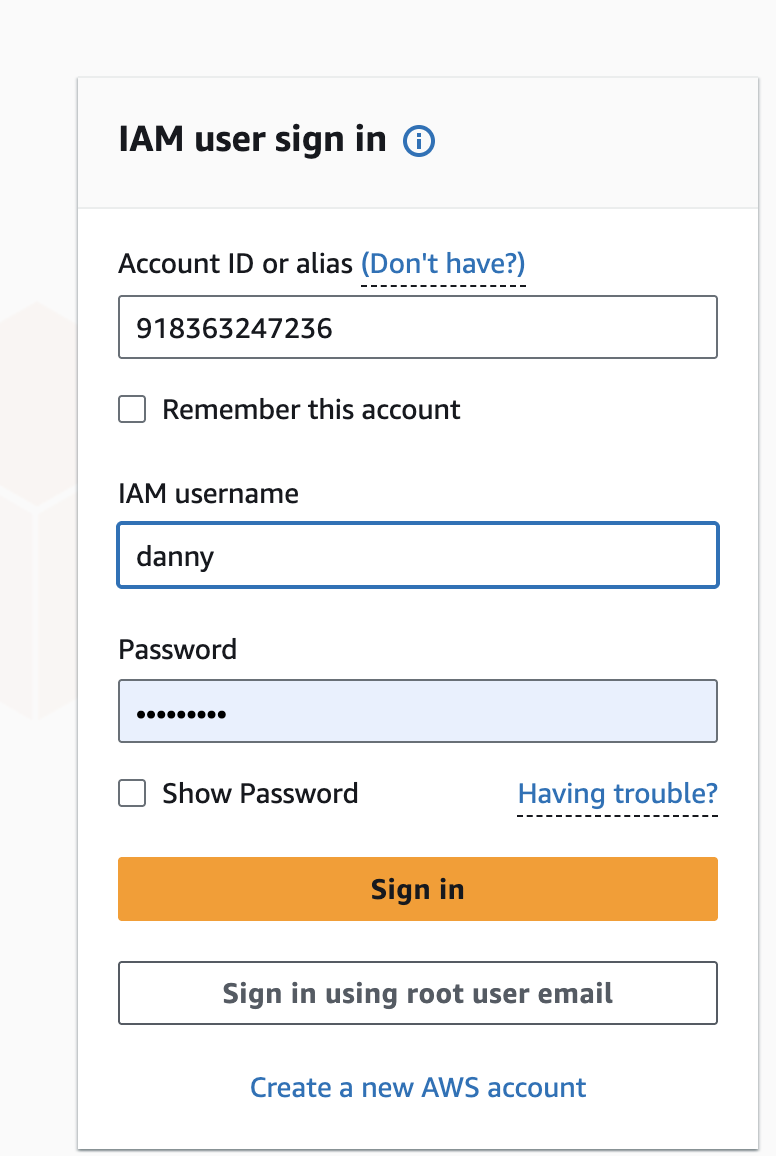 IAM user sign in
Account ID or alias (Don't have?)
918363247236
Remember this account
IAM username
danny
Password
•••••••••
Show Password Having trouble?
Sign in
Sign in using root user email
Create a new AWS account